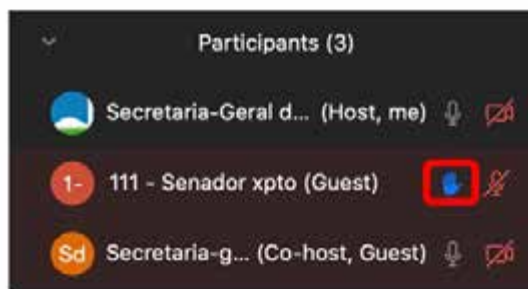 Participants (3)
Secretaria-Geral d... (Host, me)
1- 111 - Senador xpto (Guest)
Sd Secretaria-g... (Co-host, Guest)